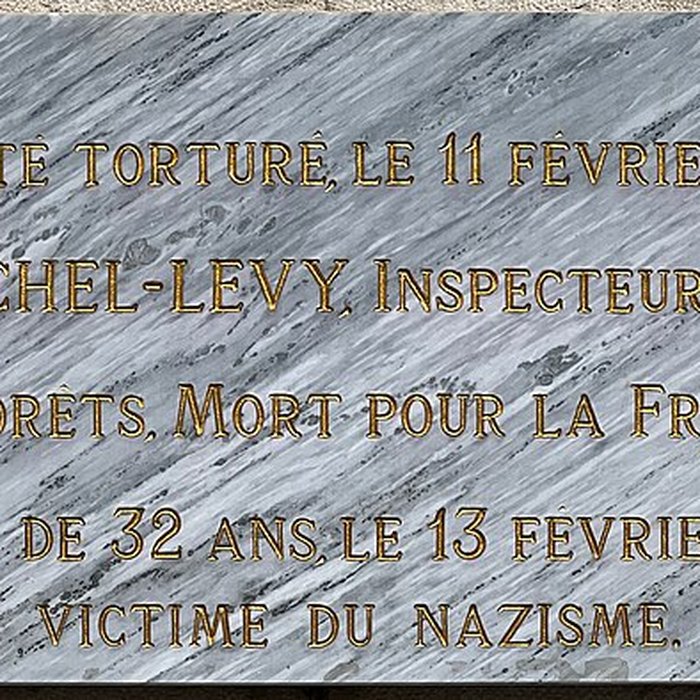 TÉ TORTURÉ, LE 11 FÉVRIE
CHEL-LEVY, INSPECTEUR
ORÊTS, MORT POUR LA FR
DE 32 ANS, LE 13 FÉVRIE
VICTIME DU NAZISME.